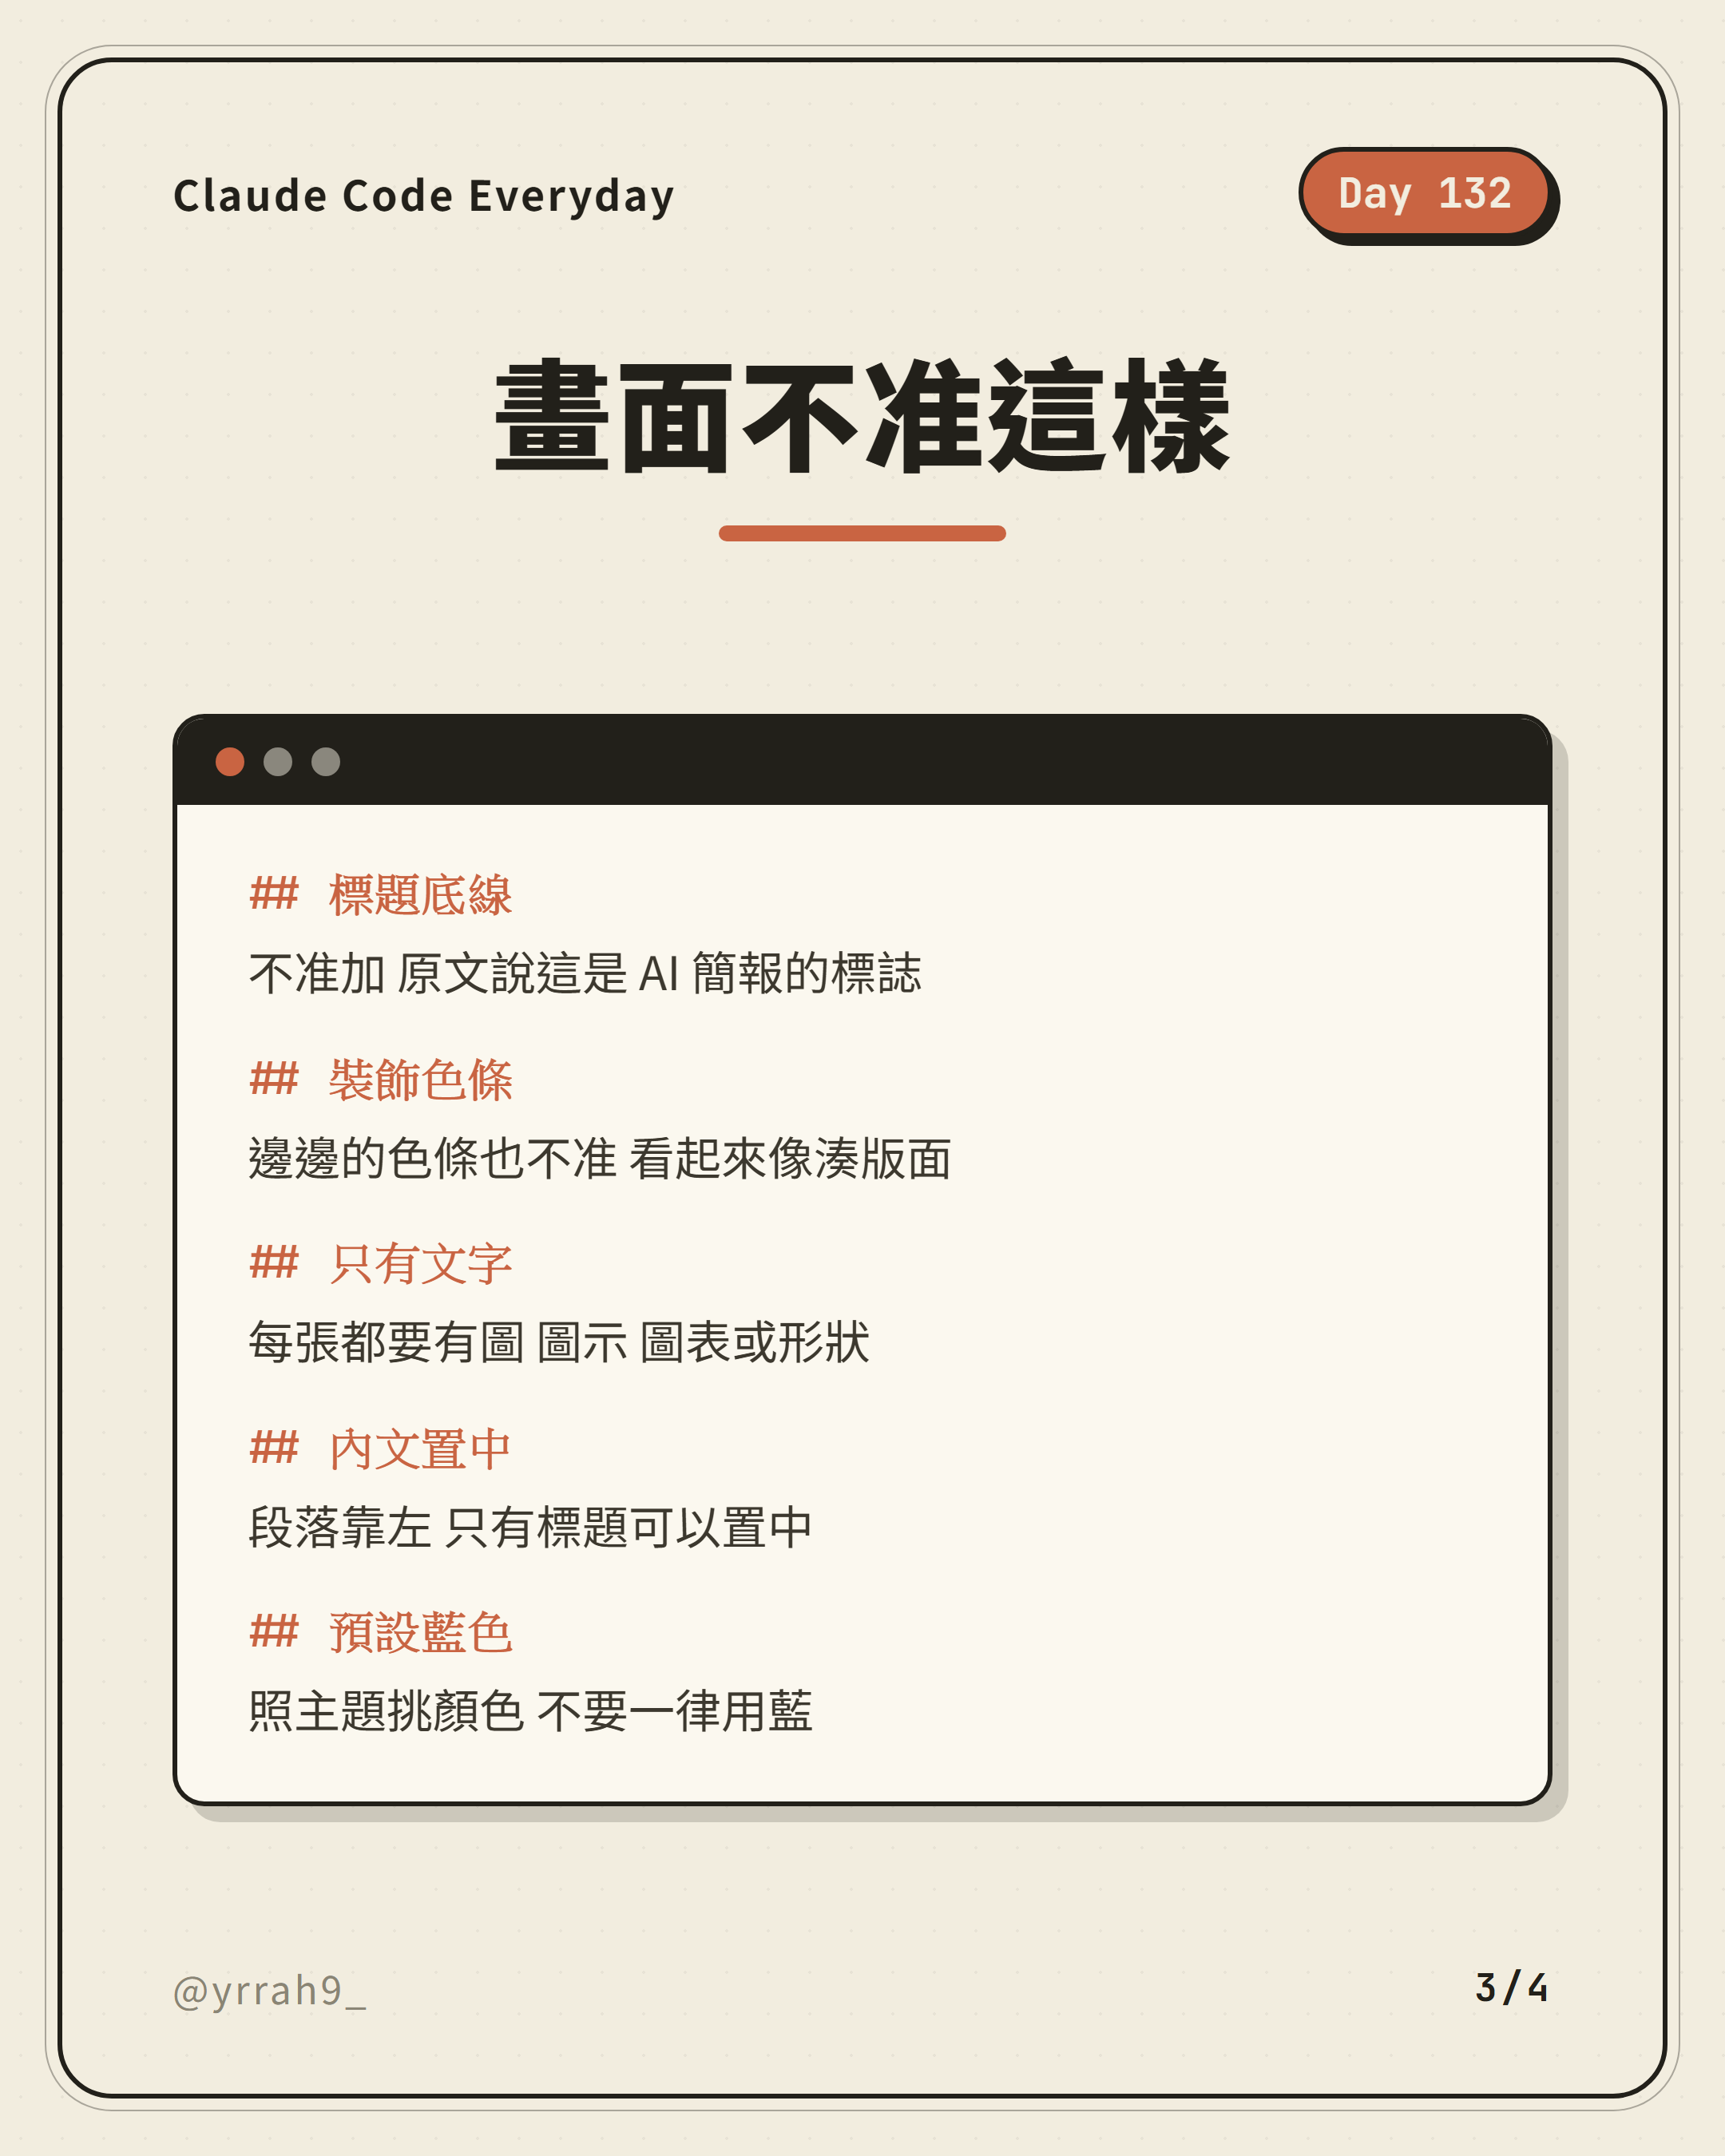 Claude Code Everyday
Day 132
畫面不准這樣
## 標題底線
不准加 原文說這是 AI 簡報的標誌
## 裝飾色條
邊邊的色條也不准 看起來像湊版面
## 只有文字
每張都要有圖 圖示 圖表或形狀
## 內文置中
段落靠左 只有標題可以置中
## 預設藍色
照主題挑顏色 不要一律用藍
@yrrah9_
3/4